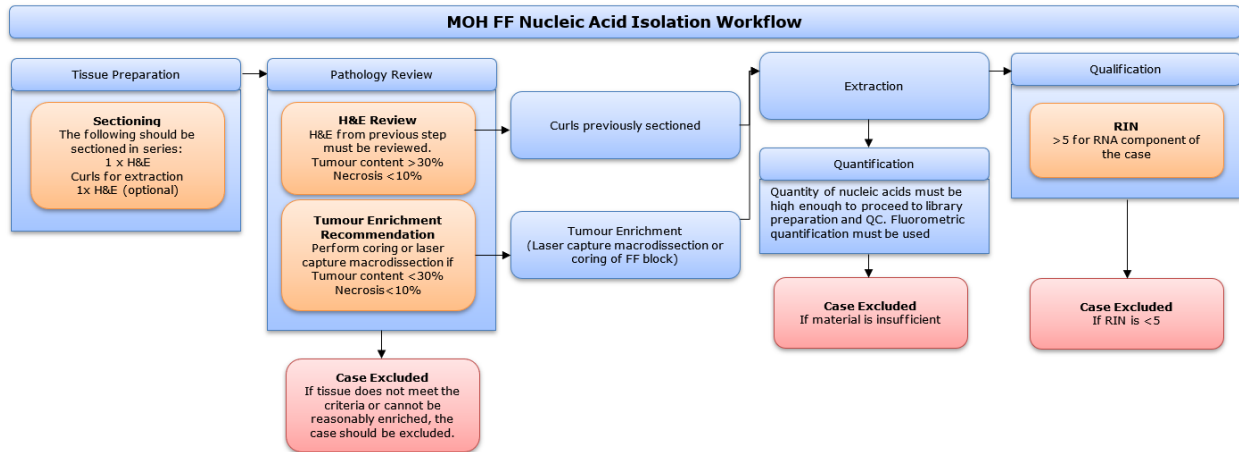 MOH FF Nucleic Acid Isolation Workflow
Tissue Preparation
Sectioning
The following should be
sectioned in series:
1 x H&E
Curls for extraction
1x H&E (optional)
Pathology Review
H&E Review
H&E from previous step
must be reviewed.
Tumour content >30%
Necrosis <10%
Tumour Enrichment
Recommendation
Perform coring or laser
capture macrodissection if
Tumour content <30%
Necrosis<10%
Case Excluded
If tissue does not meet the
criteria or cannot be
reasonably enriched, the
case should be excluded.
Curls previously sectioned
Tumour Enrichment
(Laser capture macrodissection or
coring of FF block)
Extraction
Quantification
Quantity of nucleic acids must be
high enough to proceed to library
preparation and QC. Fluorometric
quantification must be used
Case Excluded
If material is insufficient
Qualification
RIN
>5 for RNA component of
the case
Case Excluded
If RIN is <5